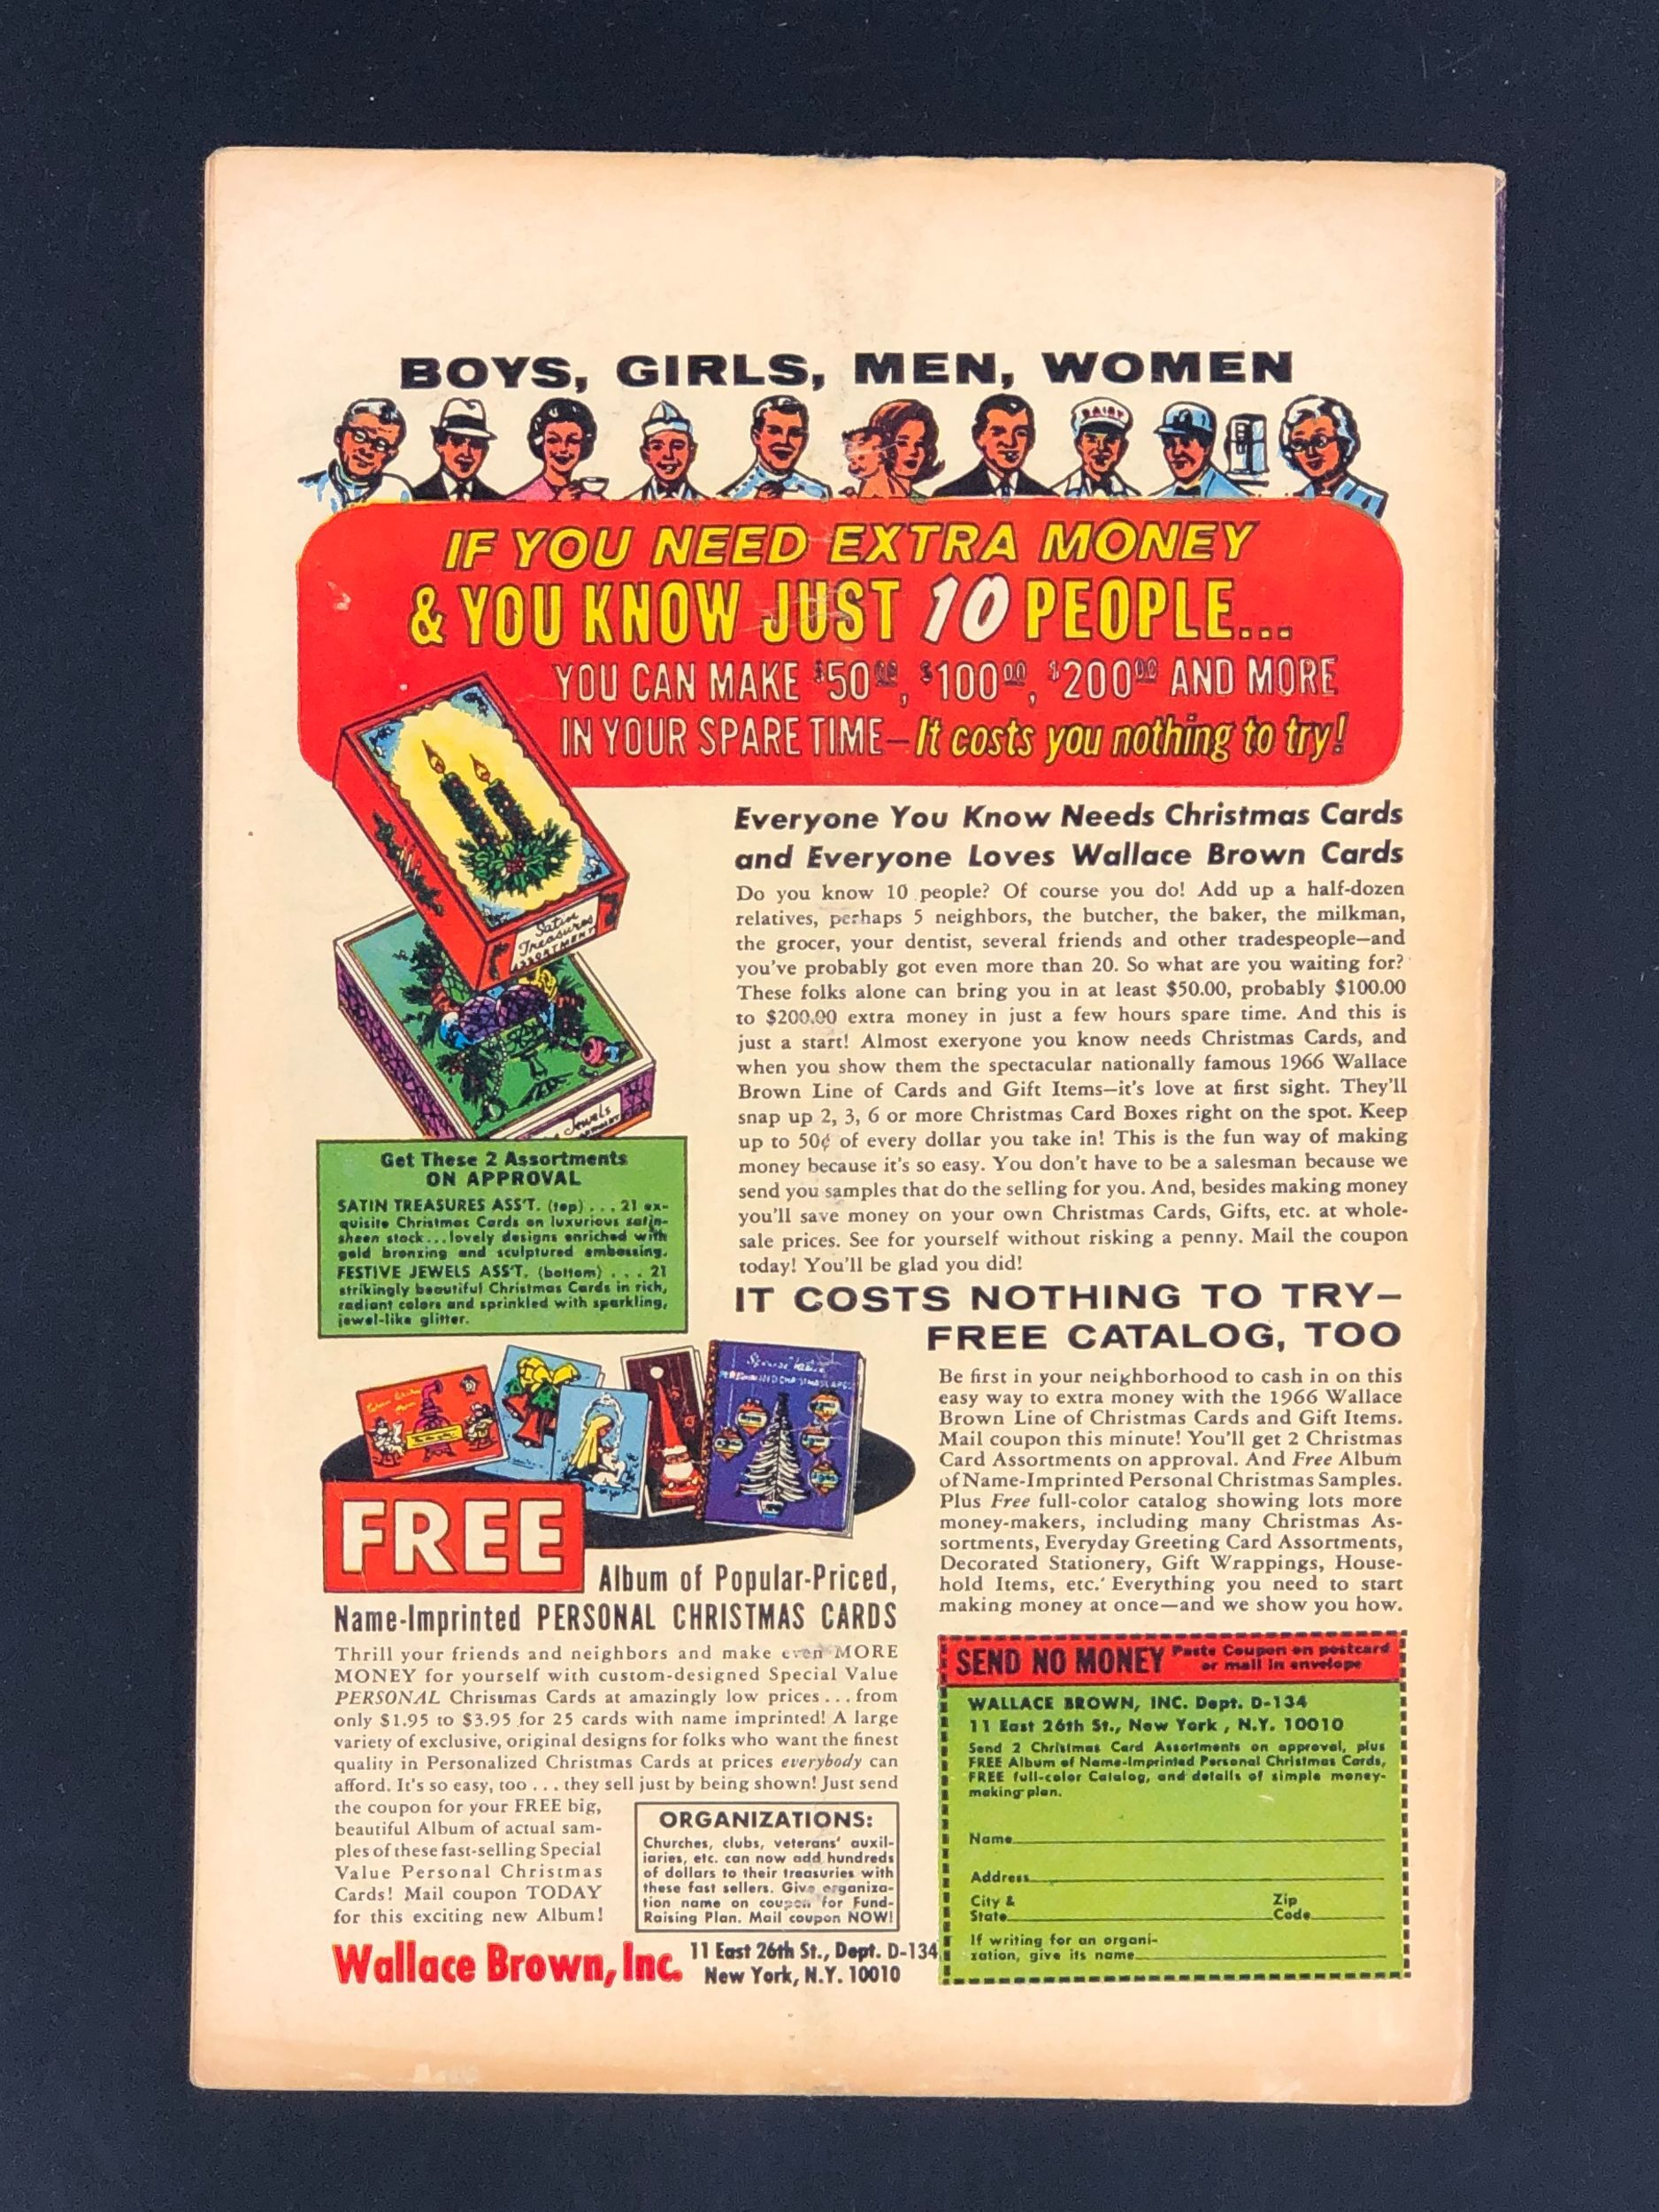 BOYS, GIRLS, MEN, WOMEN
DAIRY
IF YOU NEED EXTRA MONEY
& YOU KNOW JUST 10 PEOPLE...
YOU CAN MAKE $50.00, $100.00, $200.00 AND MORE
IN YOUR SPARE TIME—It costs you nothing to try!
Satin
Treasures
ASSORTMENT
Jewels
Everyone You Know Needs Christmas Cards
and Everyone Loves Wallace Brown Cards
Do you know 10 people? Of course you do! Add up a half-dozen
relatives, perhaps 5 neighbors, the butcher, the baker, the milkman,
the grocer, your dentist, several friends and other tradespeople—and
you've probably got even more than 20. So what are you waiting for?
These folks alone can bring you in at least $50.00, probably $100.00
to $200.00 extra money in just a few hours spare time. And this is
just a start! Almost exeryone you know needs Christmas Cards, and
when you show them the spectacular nationally famous 1966 Wallace
Brown Line of Cards and Gift Items—it's love at first sight. They'll
snap up 2, 3, 6 or more Christmas Card Boxes right on the spot. Keep
up to 50¢ of every dollar you take in! This is the fun way of making
money because it's so easy. You don't have to be a salesman because we
send you samples that do the selling for you. And, besides making money
you'll save money on your own Christmas Cards, Gifts, etc. at whole-
sale prices. See for yourself without risking a penny. Mail the coupon
today! You'll be glad you did!
Get These 2 Assortments
ON APPROVAL
SATIN TREASURES ASS'T. (top) . . . 21 ex-
quisite Christmas Cards on luxurious satin-
sheen stock...lovely designs enriched with
gold bronzing and sculptured embossing.
FESTIVE JEWELS ASS'T. (bottom) . . . 21
strikingly beautiful Christmas Cards in rich,
radiant colors and sprinkled with sparkling,
jewel-like glitter.
IT COSTS NOTHING TO TRY—
FREE CATALOG, TOO
Be first in your neighborhood to cash in on this
easy way to extra money with the 1966 Wallace
Brown Line of Christmas Cards and Gift Items.
Mail coupon this minute! You'll get 2 Christmas
Card Assortments on approval. And Free Album
of Name-Imprinted Personal Christmas Samples.
Plus Free full-color catalog showing lots more
money-makers, including many Christmas As-
sortments, Everyday Greeting Card Assortments,
Decorated Stationery, Gift Wrappings, House-
hold Items, etc. Everything you need to start
making money at once—and we show you how.
Special Value
FREE
Album of Popular-Priced,
Name-Imprinted PERSONAL CHRISTMAS CARDS
Thrill your friends and neighbors and make even MORE
MONEY for yourself with custom-designed Special Value
PERSONAL Christmas Cards at amazingly low prices . . . from
only $1.95 to $3.95 for 25 cards with name imprinted! A large
variety of exclusive, original designs for folks who want the finest
quality in Personalized Christmas Cards at prices everybody can
afford. It's so easy, too . . . they sell just by being shown! Just send
the coupon for your FREE big,
beautiful Album of actual sam-
ples of these fast-selling Special
Value Personal Christmas
Cards! Mail coupon TODAY
for this exciting new Album!
ORGANIZATIONS:
Churches, clubs, veterans' auxil-
iaries, etc. can now add hundreds
of dollars to their treasuries with
these fast sellers. Give organiza-
tion name on coupon for Fund-
Raising Plan. Mail coupon NOW!
Wallace Brown, Inc. 11 East 26th St., Dept. D-134
New York, N.Y. 10010
SEND NO MONEY Paste Coupon on postcard
or mail in envelope
WALLACE BROWN, INC. Dept. D-134
11 East 26th St., New York , N.Y. 10010
Send 2 Christmas Card Assortments on approval, plus
FREE Album of Name-Imprinted Personal Christmas Cards,
FREE full-color Catalog, and details of simple money-
making plan.
Name
Address
City & Zip
State Code
If writing for an organi-
zation, give its name